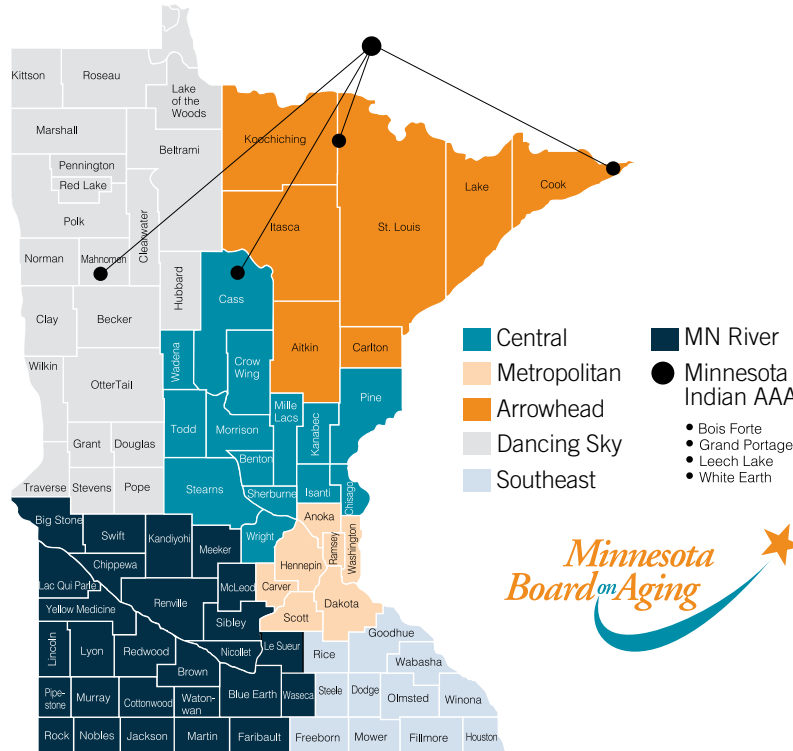 Kittson
Roseau
Lake
of the
Woods
Marshall
Beltrami
Koochiching
Pennington
Red Lake
Cook
Lake
Polk
Clearwater
Itasca
St. Louis
Norman
Mahnomen
Hubbard
Cass
Clay
Becker
Wadena
Crow
Wing
Aitkin
Carlton
Wilkin
OtterTail
Pine
Mille
Lacs
Todd
Morrison
Kanabec
Grant
Douglas
Benton
Traverse
Stevens
Pope
Stearns
Sherburne
Isanti
Chisago
Big Stone
Swift
Kandiyohi
Meeker
Wright
Anoka
Ramsey
Washington
Hennepin
Chippewa
Lac Qui Parle
McLeod
Carver
Renville
Yellow Medicine
Scott
Dakota
Sibley
Goodhue
Lincoln
Lyon
Redwood
Nicollet
Le Sueur
Rice
Wabasha
Brown
Pipe-
stone
Murray
Cottonwood
Waton-
wan
Blue Earth
Waseca
Steele
Dodge
Olmsted
Winona
Rock
Nobles
Jackson
Martin
Faribault
Freeborn
Mower
Fillmore
Houston
Central
Metropolitan
Arrowhead
Dancing Sky
Southeast
MN River
Minnesota
Indian AAA
• Bois Forte
• Grand Portage
• Leech Lake
• White Earth
Minnesota
Board on Aging